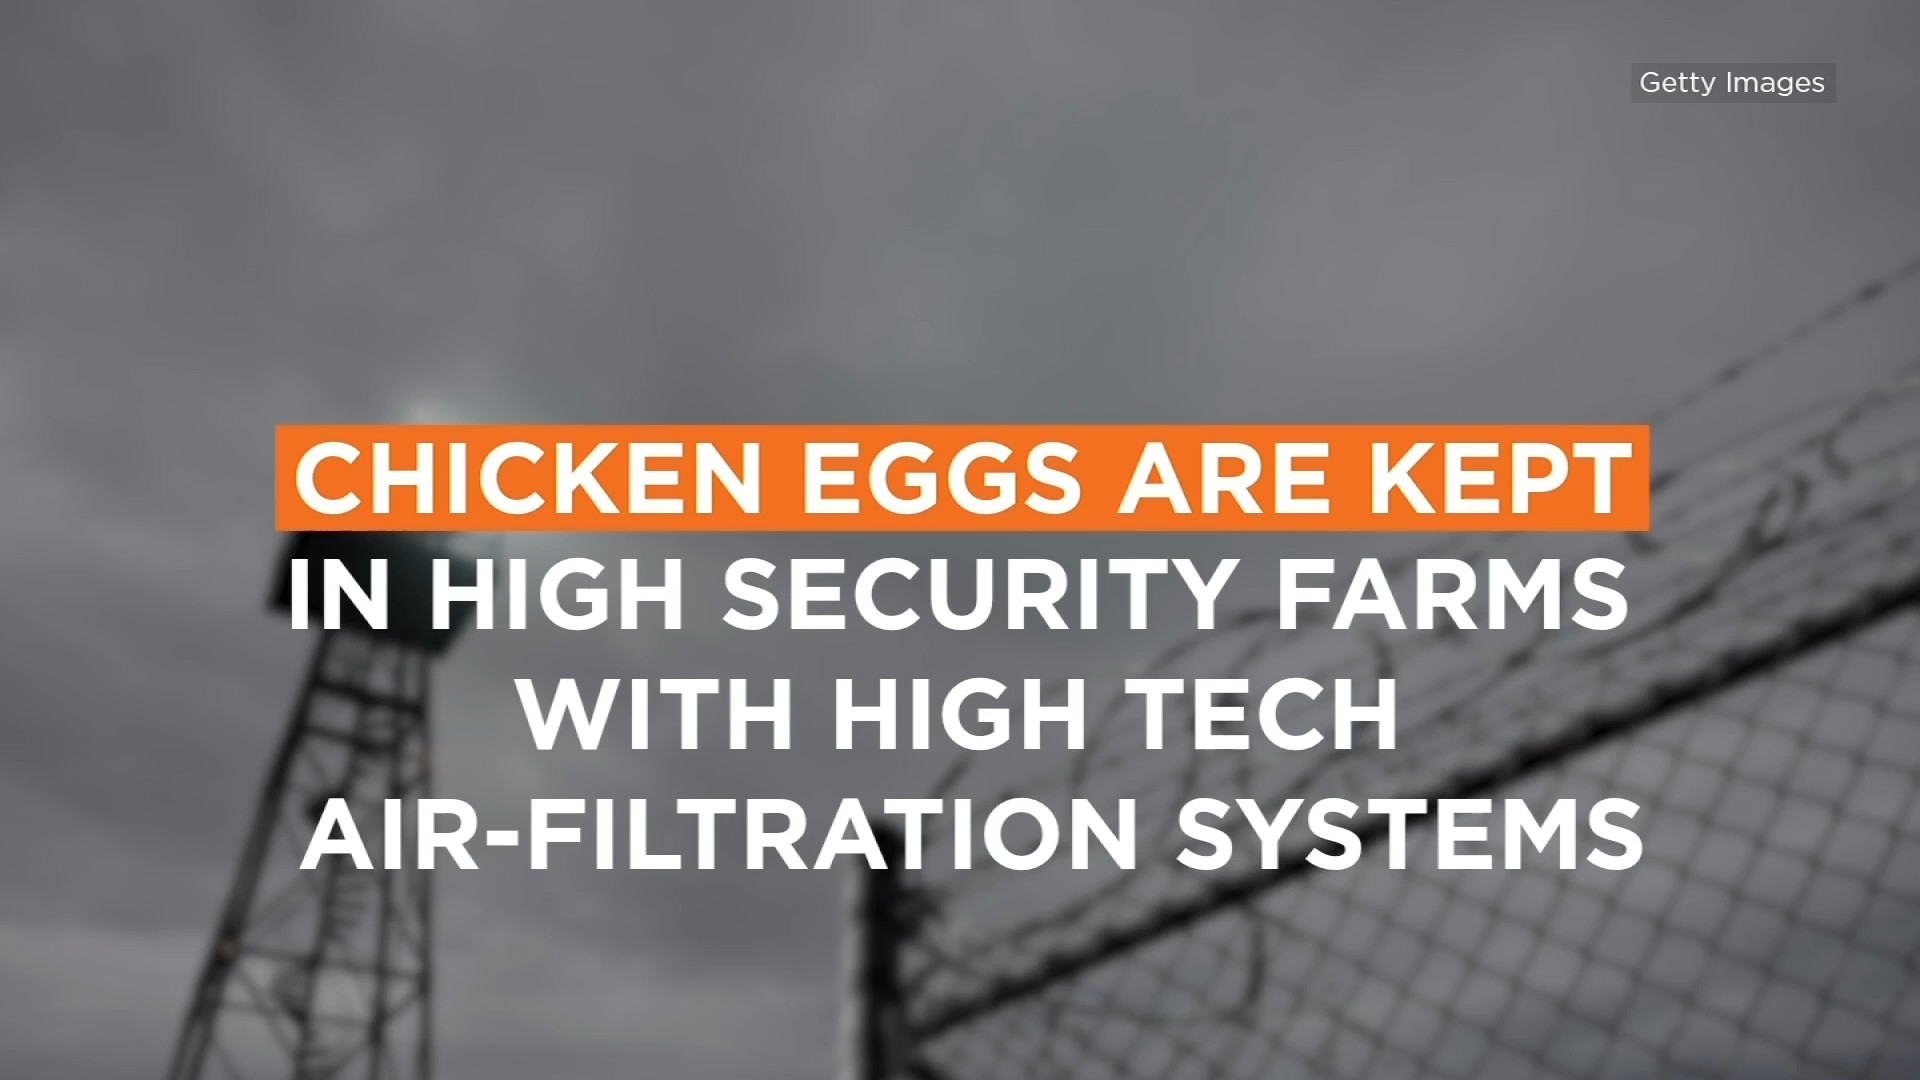 Getty Images
CHICKEN EGGS ARE KEPT
IN HIGH SECURITY FARMS
WITH HIGH TECH
AIR-FILTRATION SYSTEMS